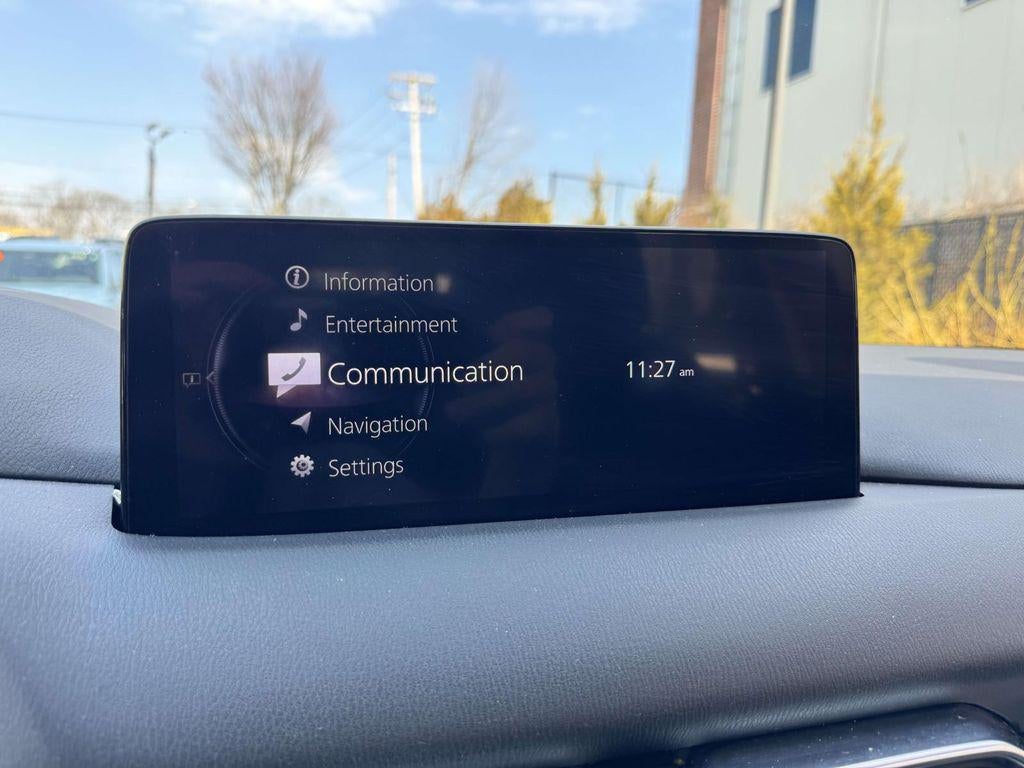 Information
Entertainment
Communication
11:27 am
Navigation
Settings